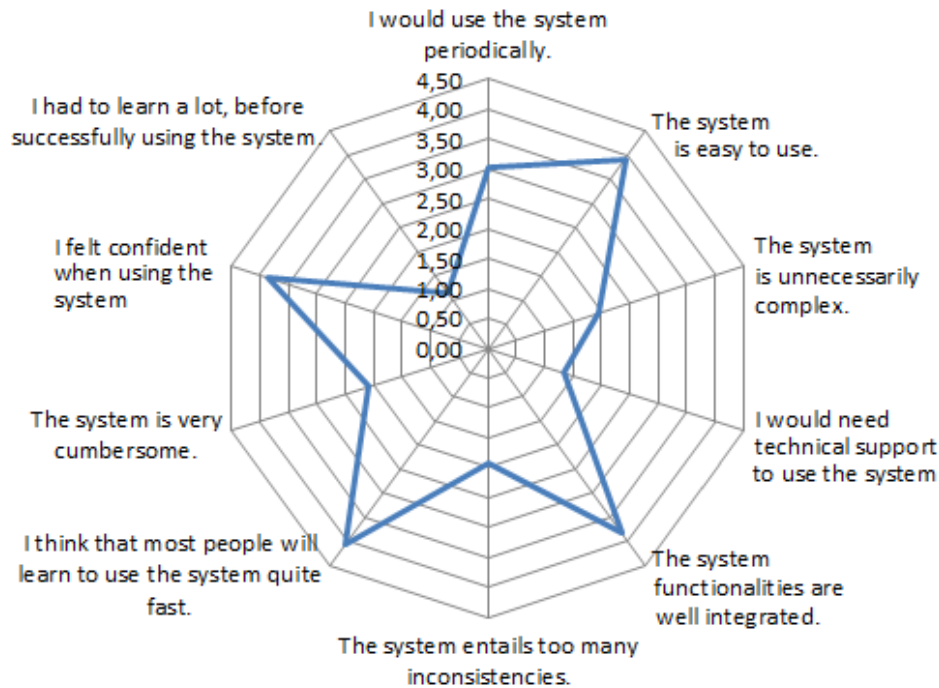 I would use the system
periodically.
4,50
4,00
3,50
3,00
2,50
2,00
1,50
1,00
0,50
0,00
The system
is easy to use.
The system
is unnecessarily
complex.
I would need
technical support
to use the system
The system
functionalities are
well integrated.
The system entails too many
inconsistencies.
I think that most people will
learn to use the system quite
fast.
The system is very
cumbersome.
I felt confident
when using the
system
I had to learn a lot, before
successfully using the system.